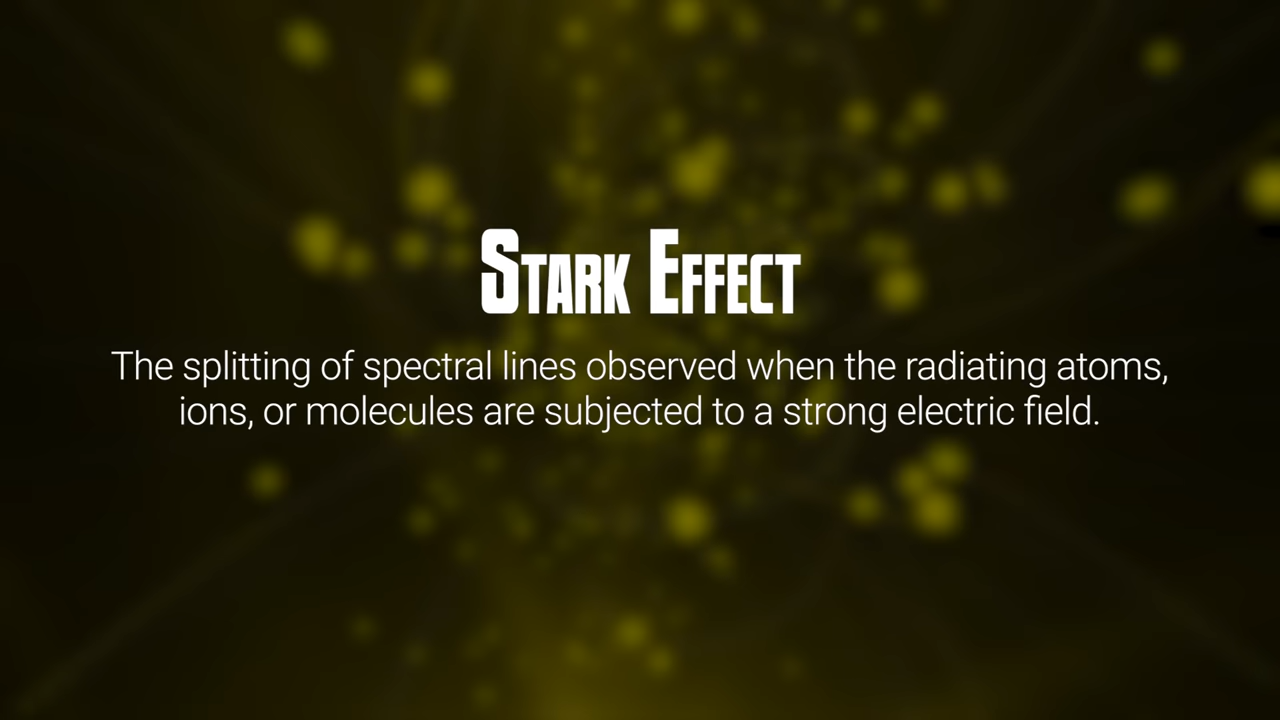 Stark Effect
The splitting of spectral lines observed when the radiating atoms,
ions, or molecules are subjected to a strong electric field.